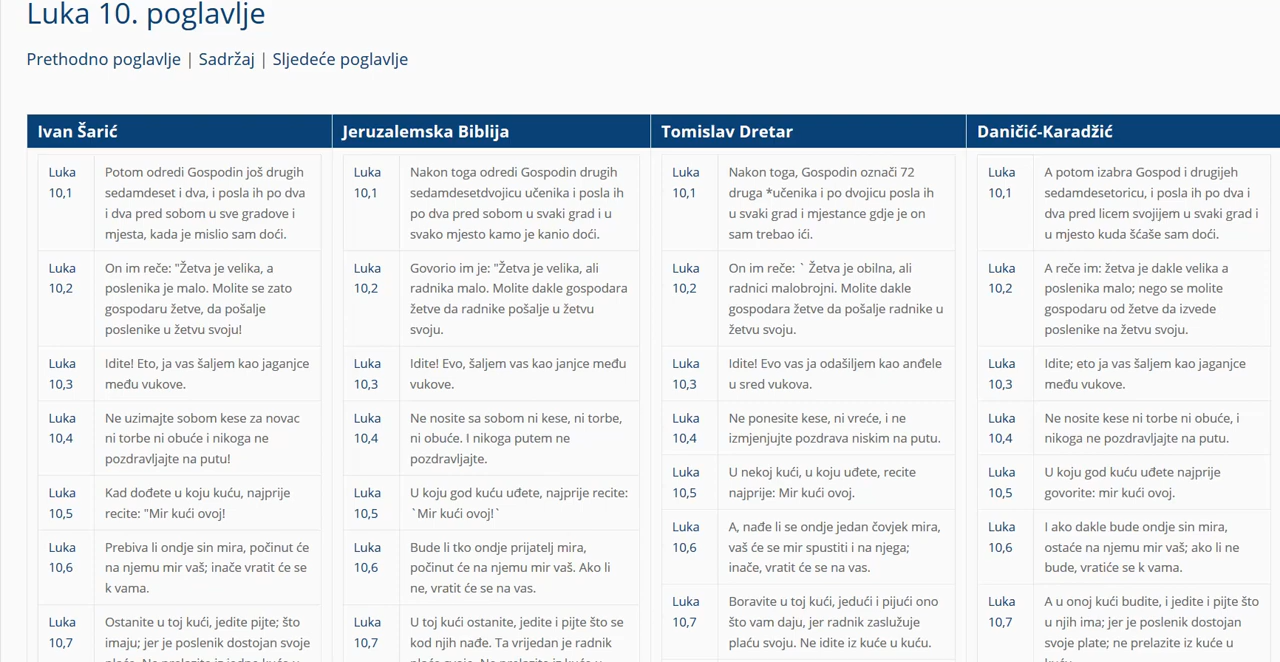 Luka 10. poglavlje
Prethodno poglavlje | Sadržaj | Sljedeće poglavlje
Ivan Šarić
Luka
10,1
Potom odredi Gospodin još drugih
sedamdeset i dva, i posla ih po dva
i dva pred sobom u sve gradove i
mjesta, kada je mislio sam doći.
Luka
10,2
On im reče: "Žetva je velika, a
poslenika je malo. Molite se zato
gospodaru žetve, da pošalje
poslenike u žetvu svoju!
Luka
10,3
Idite! Eto, ja vas šaljem kao jaganjce
među vukove.
Luka
10,4
Ne uzimajte sobom kese za novac
ni torbe ni obuće i nikoga ne
pozdravljajte na putu!
Luka
10,5
Kad dođete u koju kuću, najprije
recite: "Mir kući ovoj!
Luka
10,6
Prebiva li ondje sin mira, počinut će
na njemu mir vaš; inače vratit će se
k vama.
Luka
10,7
Ostanite u toj kući, jedite pijte; što
imaju; jer je poslenik dostojan svoje
Jeruzalemska Biblija
Luka
10,1
Nakon toga odredi Gospodin drugih
sedamdesetdvojicu učenika i posla ih
po dva pred sobom u svaki grad i u
svako mjesto kamo je kanio doći.
Luka
10,2
Govorio im je: "Žetva je velika, ali
radnika malo. Molite dakle gospodara
žetve da radnike pošalje u žetvu
svoju.
Luka
10,3
Idite! Evo, šaljem vas kao janjce među
vukove.
Luka
10,4
Ne nosite sa sobom ni kese, ni torbe,
ni obuće. I nikoga putem ne
pozdravljajte.
Luka
10,5
U koju god kuću uđete, najprije recite:
`Mir kući ovoj!`
Luka
10,6
Bude li tko ondje prijatelj mira,
počinut će na njemu mir vaš. Ako li
ne, vratit će se na vas.
Luka
10,7
U toj kući ostanite, jedite i pijte što se
kod njih nađe. Ta vrijedan je radnik
Tomislav Dretar
Luka
10,1
Nakon toga, Gospodin označi 72
druga *učenika i po dvojicu posla ih
u svaki grad i mjestance gdje je on
sam trebao ići.
Luka
10,2
On im reče: ` Žetva je obilna, ali
radnici malobrojni. Molite dakle
gospodara žetve da pošalje radnike u
žetvu svoju.
Luka
10,3
Idite! Evo vas ja odašiljem kao anđele
u sred vukova.
Luka
10,4
Ne ponesite kese, ni vreće, i ne
izmjenjujte pozdrava niskim na putu.
Luka
10,5
U nekoj kući, u koju uđete, recite
najprije: Mir kući ovoj.
Luka
10,6
A, nađe li se ondje jedan čovjek mira,
vaš će se mir spustiti i na njega;
inače, vratit će se na vas.
Luka
10,7
Boravite u toj kući, jedući i pijući ono
što vam daju, jer radnik zaslužuje
plaću svoju. Ne idite iz kuće u kuću.
Daničić-Karadžić
Luka
10,1
A potom izabra Gospod i drugijeh
sedamdesetoricu, i posla ih po dva i
dva pred licem svojijem u svaki grad i
u mjesto kuda šćaše sam doći.
Luka
10,2
A reče im: žetva je dakle velika a
poslenika malo; nego se molite
gospodaru od žetve da izvede
poslenike na žetvu svoju.
Luka
10,3
Idite; eto ja vas šaljem kao jaganjce
među vukove.
Luka
10,4
Ne nosite kese ni torbe ni obuće, i
nikoga ne pozdravljajte na putu.
Luka
10,5
U koju god kuću uđete najprije
govorite: mir kući ovoj.
Luka
10,6
I ako dakle bude ondje sin mira,
ostaće na njemu mir vaš; ako li ne
bude, vratiće se k vama.
Luka
10,7
A u onoj kući budite, i jedite i pijte što
u njih ima; jer je poslenik dostojan
svoje plate; ne prelazite iz kuće u